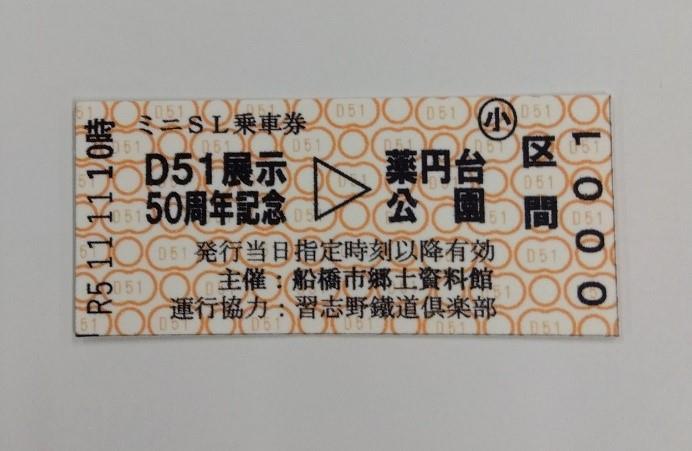 R5 11 11 10時
ミニSL乗車券
小
D51展示
50周年記念
▷
薬円台
公園
区間
0001
発行当日指定時刻以降有効
主催：船橋市郷土資料館
運行協力：習志野鐵道倶楽部